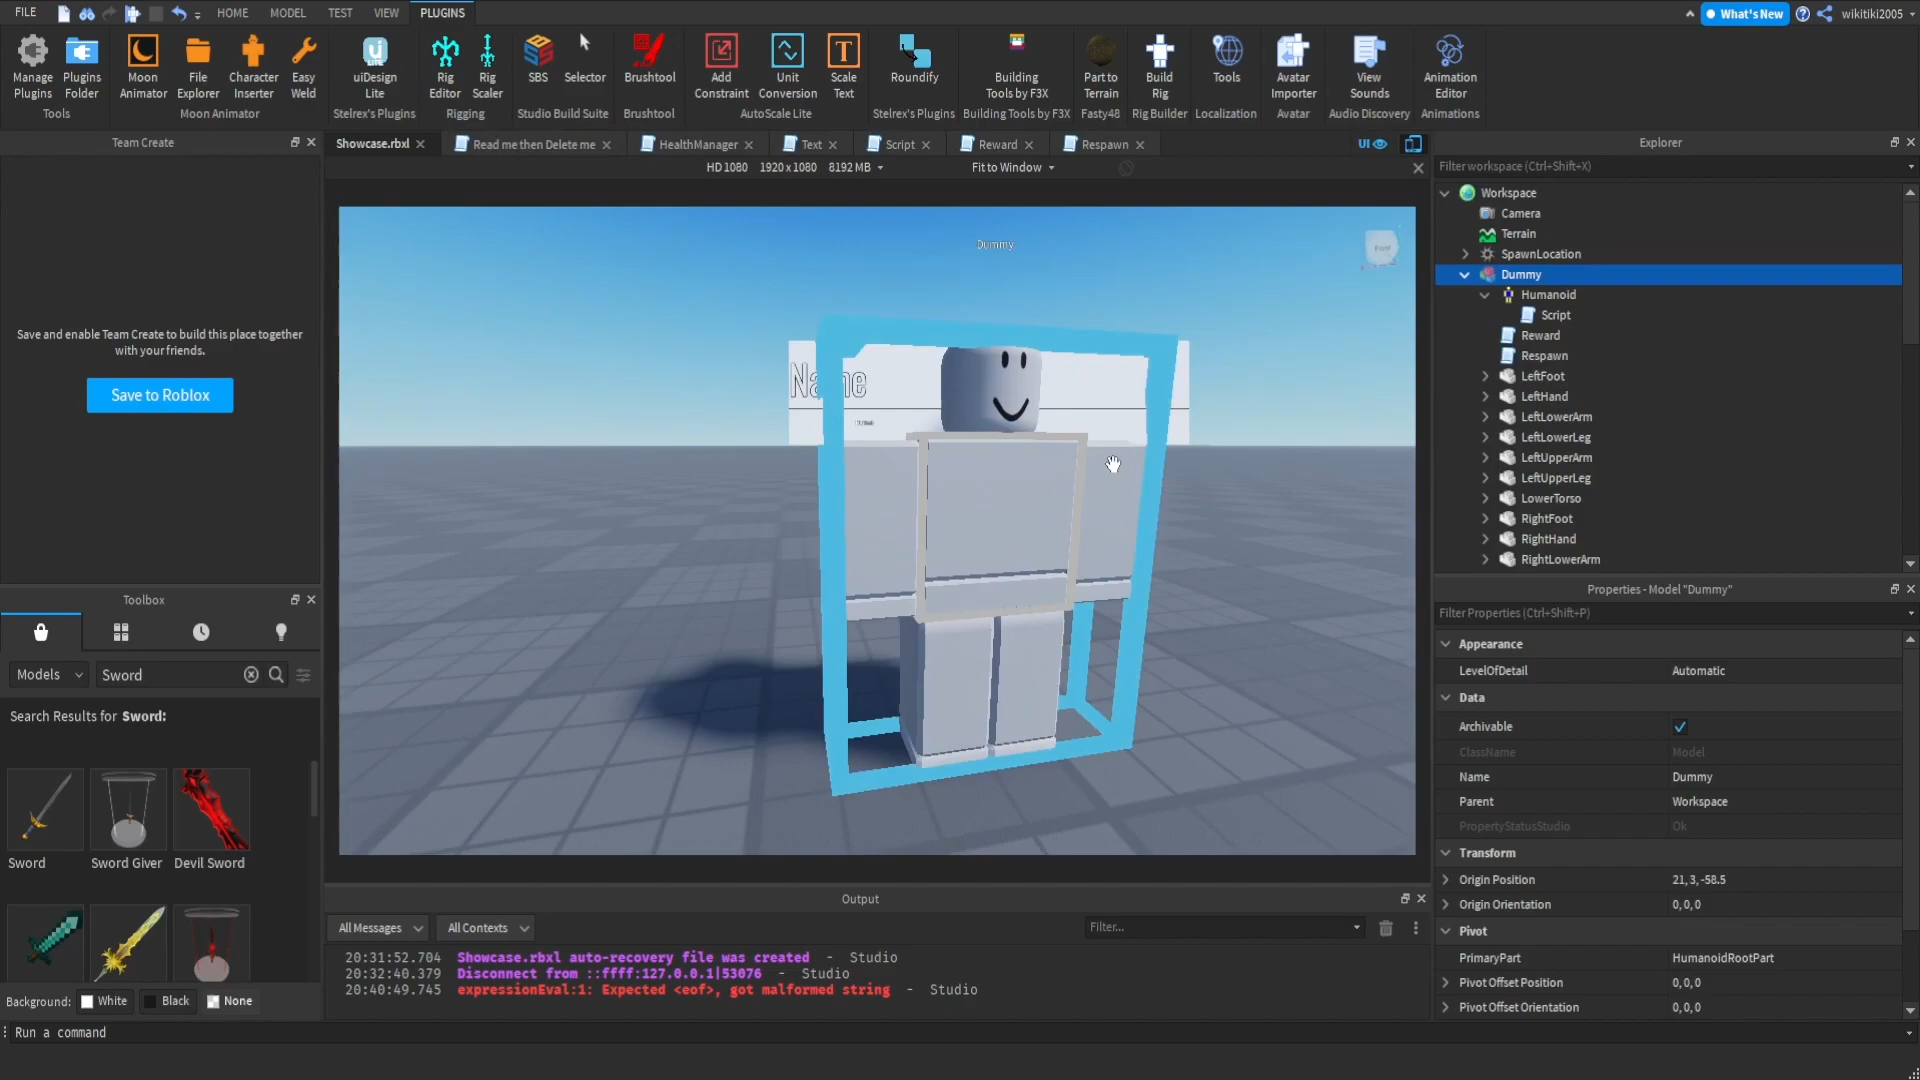 FILE
HOME
MODEL
TEST
VIEW
PLUGINS
What's New
wikitiki2005
Manage Plugins
Plugins Folder
Moon Animator
File Explorer
Character Inserter
Easy Weld
uiDesign Lite
Rig Editor
Rig Scaler
SBS
Selector
Brushtool
Add Constraint
Unit Conversion
Scale Text
Roundify
Building Tools by F3X
Part to Terrain
Build Rig
Tools
Avatar Importer
View Sounds
Animation Editor
Tools
Moon Animator
Stelrex's Plugins
Rigging
Studio Build Suite
Brushtool
AutoScale Lite
Stelrex's Plugins
Building Tools by F3X
Fasty48
Rig Builder
Localization
Avatar
Audio Discovery
Animations
Team Create
Save and enable Team Create to build this place together
with your friends.
Save to Roblox
Toolbox
Models
Sword
Search Results for Sword:
Sword
Sword Giver
Devil Sword
Background:
White
Black
None
Run a command
Showcase.rbxl
Read me then Delete me
HealthManager
Text
Script
Reward
Respawn
UI
HD 1080
1920 x 1080
8192 MB
Fit to Window
Dummy
Name
Output
All Messages
All Contexts
Filter...
20:31:52.704 Showcase.rbxl auto-recovery file was created - Studio
20:32:40.379 Disconnect from ::ffff:127.0.0.1|53076 - Studio
20:40:49.745 expressionEval:1: Expected <eof>, got malformed string - Studio
Explorer
Filter workspace (Ctrl+Shift+X)
Workspace
Camera
Terrain
SpawnLocation
Dummy
Humanoid
Script
Reward
Respawn
LeftFoot
LeftHand
LeftLowerArm
LeftLowerLeg
LeftUpperArm
LeftUpperLeg
LowerTorso
RightFoot
RightHand
RightLowerArm
Properties - Model "Dummy"
Filter Properties (Ctrl+Shift+P)
Appearance
LevelOfDetail Automatic
Data
Archivable
ClassName Model
Name Dummy
Parent Workspace
PropertyStatusStudio Ok
Transform
Origin Position 21, 3, -58.5
Origin Orientation 0, 0, 0
Pivot
PrimaryPart HumanoidRootPart
Pivot Offset Position 0, 0, 0
Pivot Offset Orientation 0, 0, 0